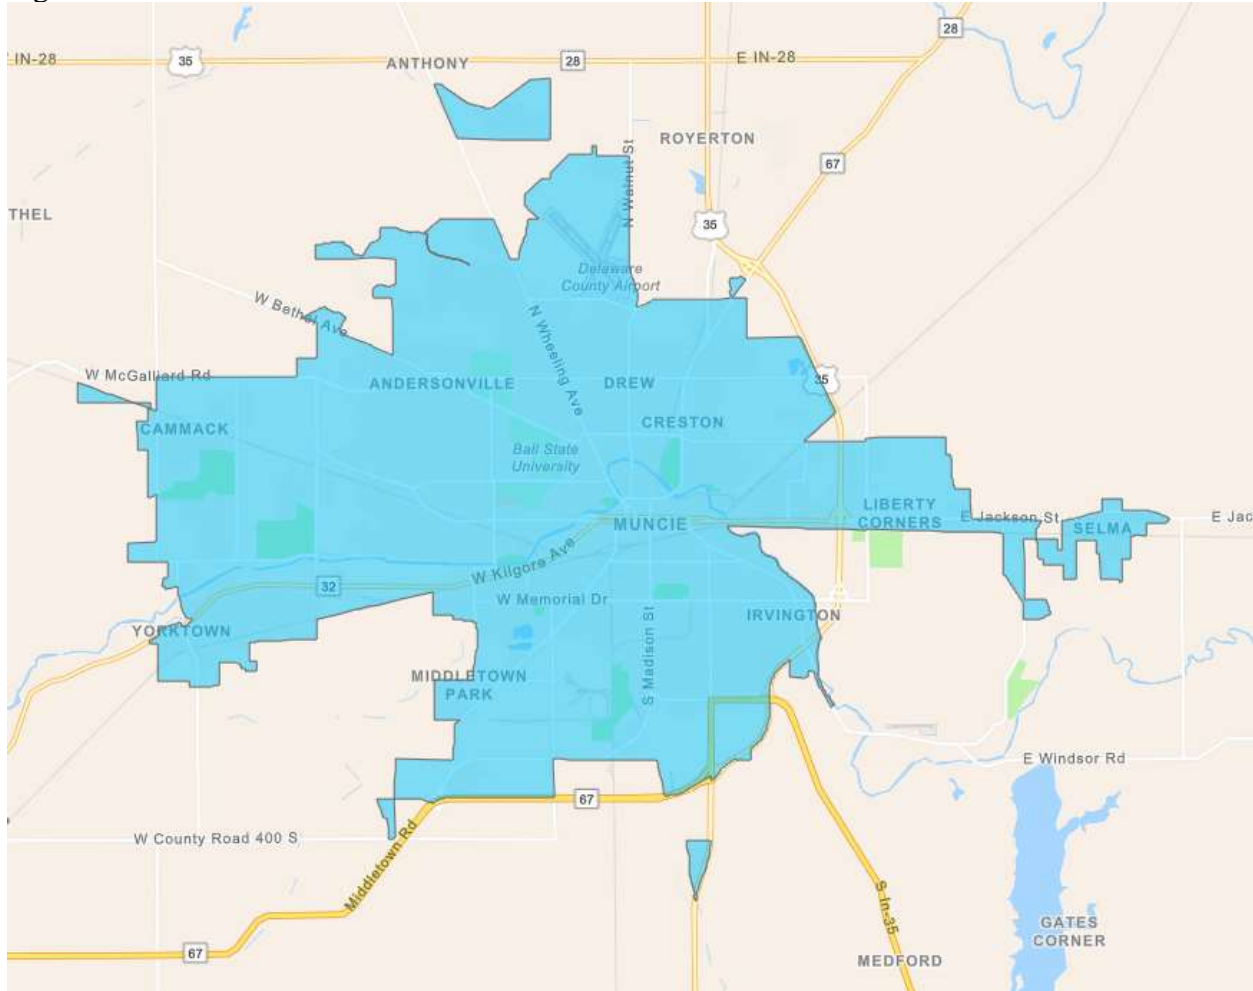 28
IN-28
35
ANTHONY
28
E IN-28
ROYERTON
N Walnut St
67
THEL
35
Delaware
County Airport
W Bethel Ave
N Wheeling Ave
W McGalliard Rd
ANDERSONVILLE
DREW
35
CAMMACK
CRESTON
Ball State
University
LIBERTY
CORNERS
E Jackson St
SELMA
E Jac
MUNCIE
W Kilgore Ave
32
W Memorial Dr
IRVINGTON
YORKTOWN
S Madison St
MIDDLETOWN
PARK
E Windsor Rd
67
W County Road 400 S
Middletown Rd
S In-35
GATES
CORNER
67
MEDFORD